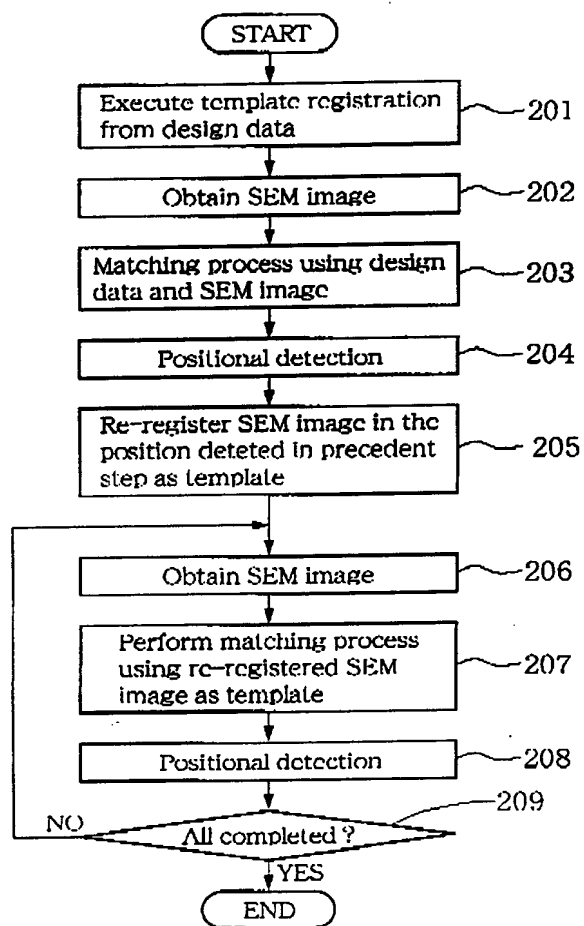 START
Execute template registration
from design data
201
Obtain SEM image
202
Matching process using design
data and SEM image
203
Positional detection
204
Re-register SEM image in the
position deteted in precedent
step as template
205
Obtain SEM image
206
Perform matching process
using re-registered SEM
image as template
207
Positional detection
208
209
NO
All completed ?
YES
END